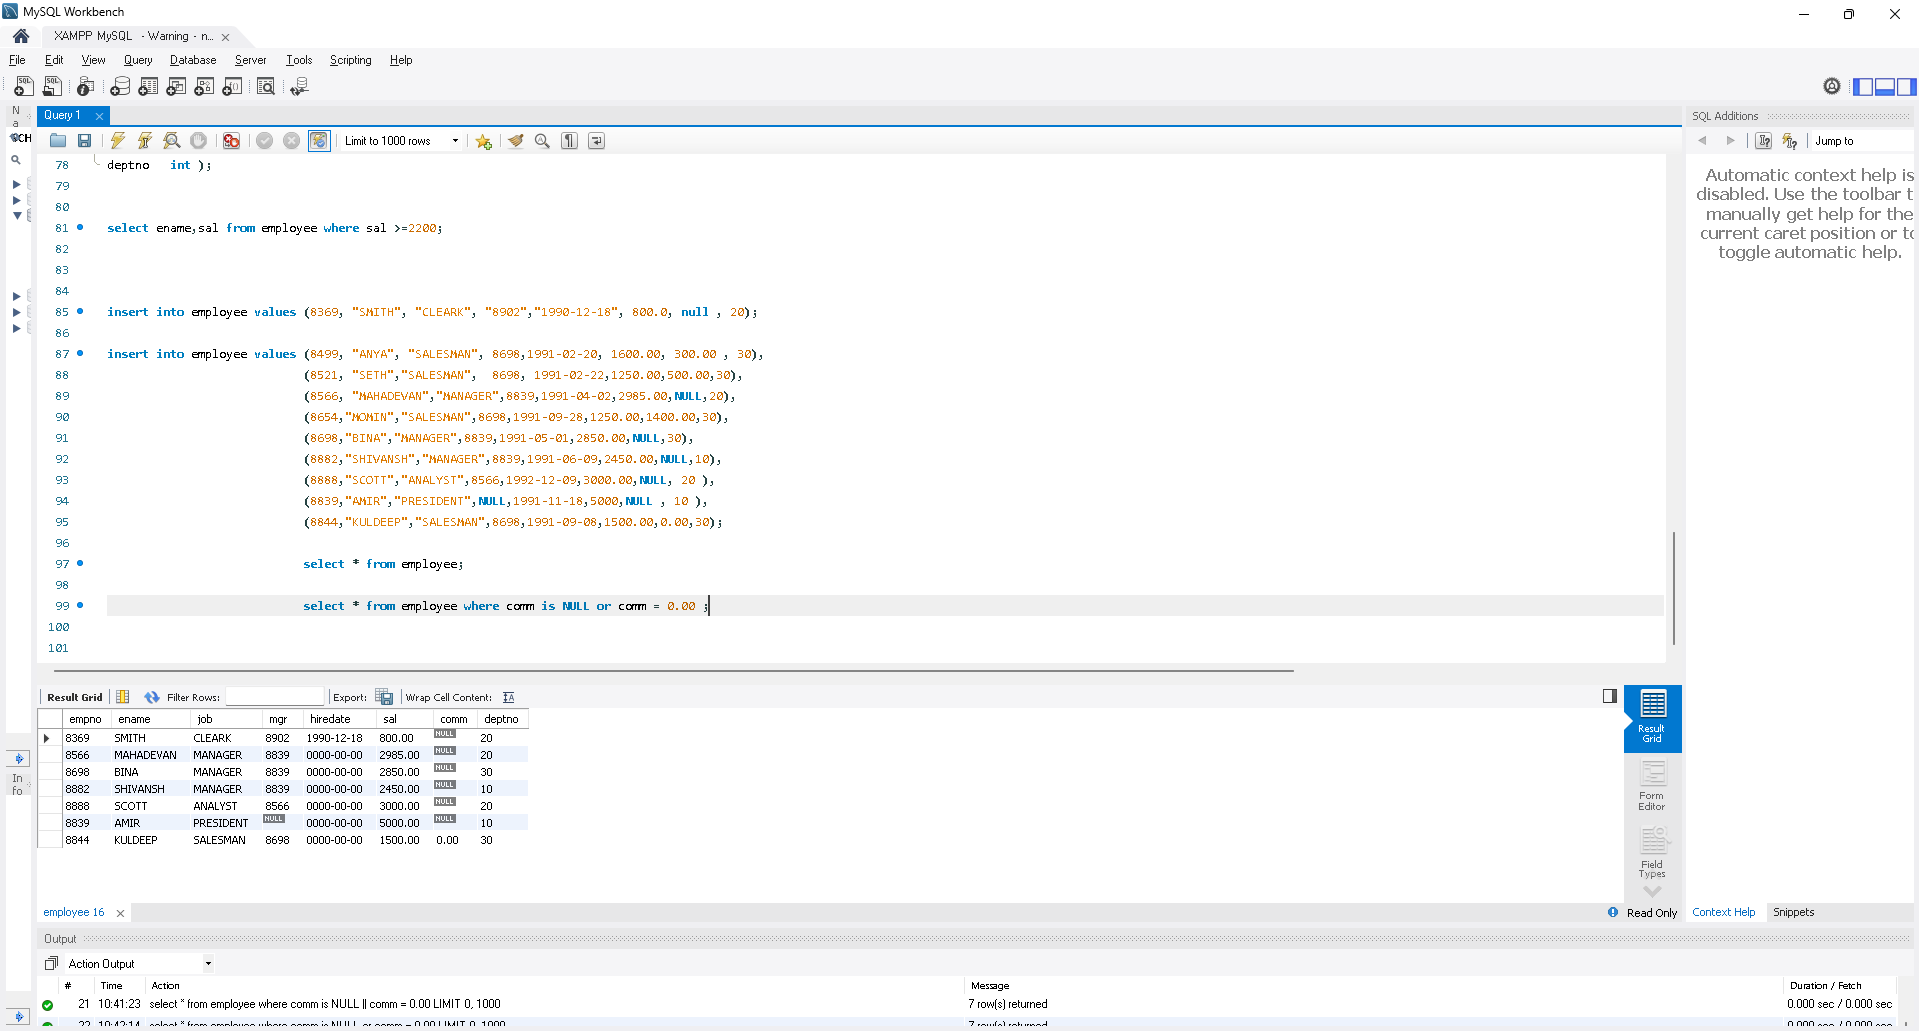 MySQL Workbench
XAMPP MySQL - Warning - n...
File Edit View Query Database Server Tools Scripting Help
Na
SCH
Query 1
Limit to 1000 rows
SQL Additions
Jump to
Automatic context help is
disabled. Use the toolbar t
manually get help for the
current caret position or to
toggle automatic help.
78 deptno int );
79
80
81 select ename,sal from employee where sal >=2200;
82
83
84
85 insert into employee values (8369, "SMITH", "CLEARK", "8902","1990-12-18", 800.0, null , 20);
86
87 insert into employee values (8499, "ANYA", "SALESMAN", 8698,1991-02-20, 1600.00, 300.00 , 30),
88 (8521, "SETH","SALESMAN", 8698, 1991-02-22,1250.00,500.00,30),
89 (8566, "MAHADEVAN","MANAGER",8839,1991-04-02,2985.00,NULL,20),
90 (8654,"MOMIN","SALESMAN",8698,1991-09-28,1250.00,1400.00,30),
91 (8698,"BINA","MANAGER",8839,1991-05-01,2850.00,NULL,30),
92 (8882,"SHIVANSH","MANAGER",8839,1991-06-09,2450.00,NULL,10),
93 (8888,"SCOTT","ANALYST",8566,1992-12-09,3000.00,NULL, 20 ),
94 (8839,"AMIR","PRESIDENT",NULL,1991-11-18,5000,NULL , 10 ),
95 (8844,"KULDEEP","SALESMAN",8698,1991-09-08,1500.00,0.00,30);
96
97 select * from employee;
98
99 select * from employee where comm is NULL or comm = 0.00 ;
100
101
Result Grid Filter Rows: Export: Wrap Cell Content:
empno ename job mgr hiredate sal comm deptno
8369 SMITH CLEARK 8902 1990-12-18 800.00 NULL 20
8566 MAHADEVAN MANAGER 8839 0000-00-00 2985.00 NULL 20
8698 BINA MANAGER 8839 0000-00-00 2850.00 NULL 30
8882 SHIVANSH MANAGER 8839 0000-00-00 2450.00 NULL 10
8888 SCOTT ANALYST 8566 0000-00-00 3000.00 NULL 20
8839 AMIR PRESIDENT NULL 0000-00-00 5000.00 NULL 10
8844 KULDEEP SALESMAN 8698 0000-00-00 1500.00 0.00 30
Result
Grid
Form
Editor
Field
Types
In
fo
employee 16
Read Only
Context Help Snippets
Output
Action Output
# Time Action Message Duration / Fetch
21 10:41:23 select * from employee where comm is NULL || comm = 0.00 LIMIT 0, 1000 7 row(s) returned 0.000 sec / 0.000 sec
22 10:42:14 select * from employee where comm is NULL or comm = 0.00 LIMIT 0, 1000 7 row(s) returned 0.000 sec / 0.000 sec